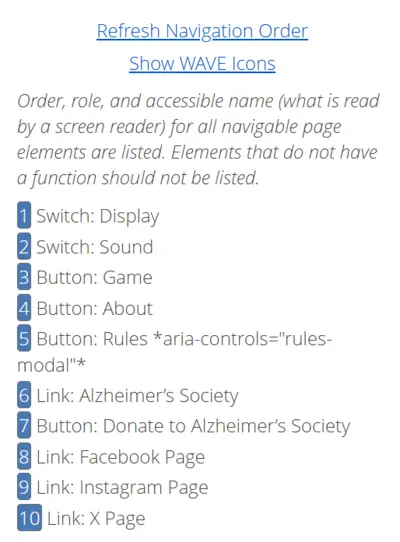 Refresh Navigation Order
Show WAVE Icons
Order, role, and accessible name (what is read
by a screen reader) for all navigable page
elements are listed. Elements that do not have
a function should not be listed.
1 Switch: Display
2 Switch: Sound
3 Button: Game
4 Button: About
5 Button: Rules *aria-controls="rules-
modal"*
6 Link: Alzheimer’s Society
7 Button: Donate to Alzheimer’s Society
8 Link: Facebook Page
9 Link: Instagram Page
10 Link: X Page